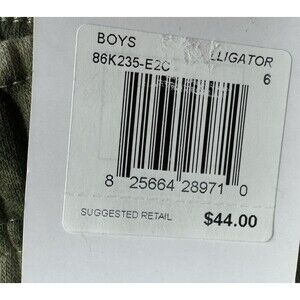 BOYS
86K235-E2C LLIGATOR
6
8 25664 28971 0
SUGGESTED RETAIL $44.00